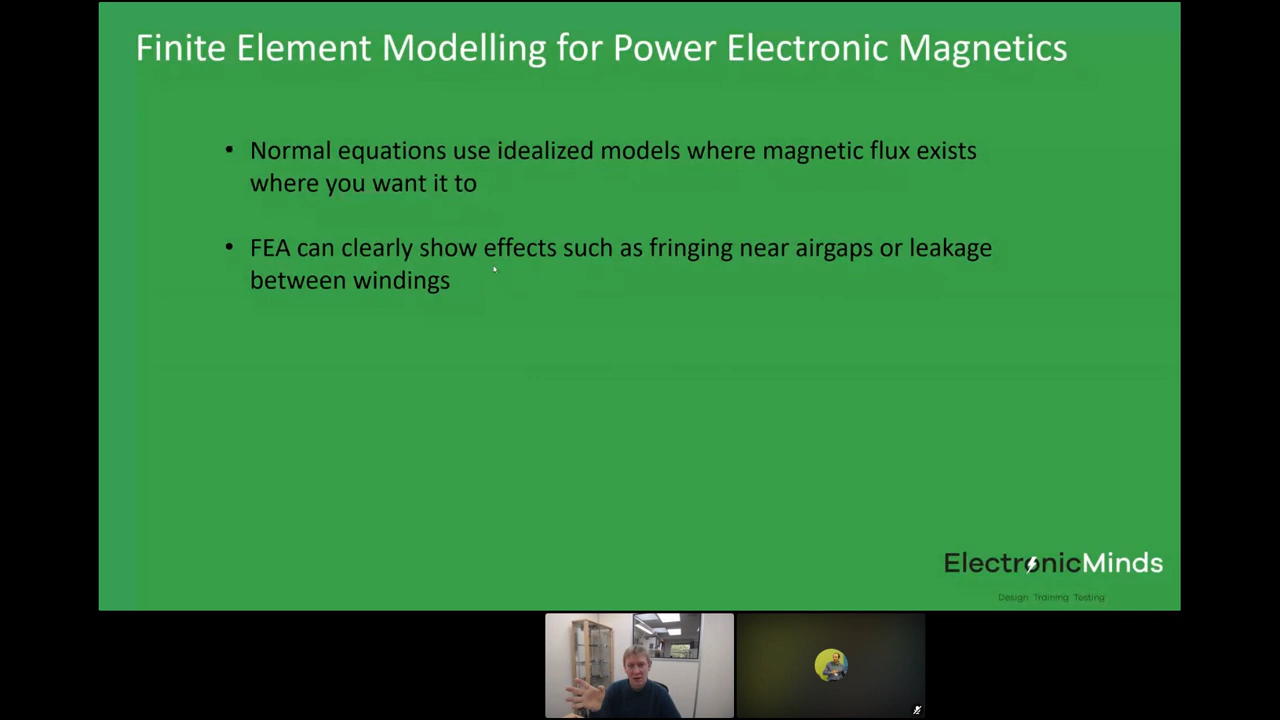 Finite Element Modelling for Power Electronic Magnetics
• Normal equations use idealized models where magnetic flux exists
where you want it to
• FEA can clearly show effects such as fringing near airgaps or leakage
between windings
ElectronicMinds
Design Training Testing